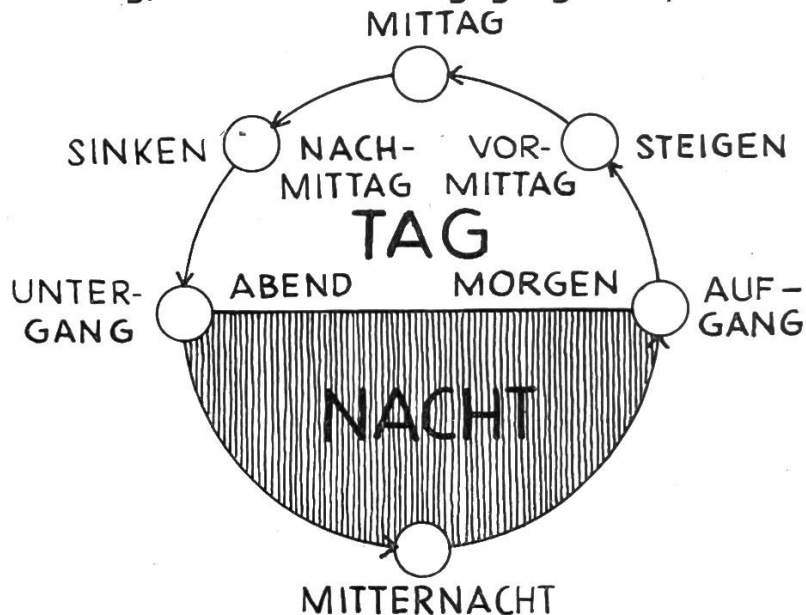 MITTAG
SINKEN NACH- VOR- STEIGEN
MITTAG MITTAG
TAG
UNTER- ABEND MORGEN AUF-
GANG GANG
NACHT
MITTERNACHT